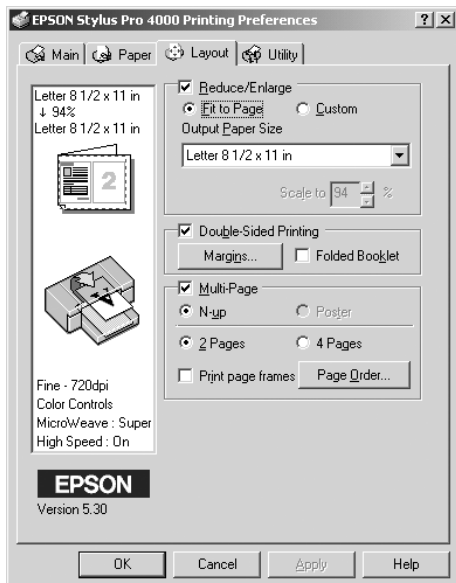 EPSON Stylus Pro 4000 Printing Preferences
Main
Paper
Layout
Utility
Letter 8 1/2 x 11 in
↓ 94%
Letter 8 1/2 x 11 in
2
Fine - 720dpi
Color Controls
MicroWeave : Super
High Speed : On
EPSON
Version 5.30
Reduce/Enlarge
Fit to Page
Custom
Output Paper Size
Letter 8 1/2 x 11 in
Scale to 94 %
Double-Sided Printing
Margins...
Folded Booklet
Multi-Page
N-up
Poster
2 Pages
4 Pages
Print page frames
Page Order...
OK
Cancel
Apply
Help